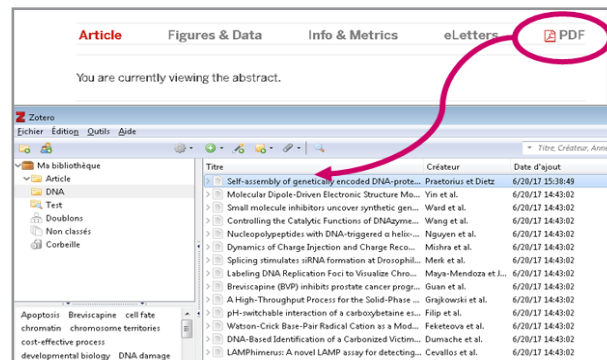 Article Figures & Data Info & Metrics eLetters PDF
You are currently viewing the abstract.
Zotero
Fichier Édition Outils Aide
Titre, Créateur, Anné
Ma bibliothèque
Article
DNA
Test
Doublons
Non classés
Corbeille
Titre Créateur Date d'ajout
Self-assembly of genetically encoded DNA-prote... Praetorius et Dietz 6/20/17 15:38:49
Molecular Dipole-Driven Electronic Structure Mo... Yin et al. 6/20/17 14:43:02
Small molecule inhibitors uncover synthetic gen... Ward et al. 6/20/17 14:43:02
Controlling the Catalytic Functions of DNAzyme... Wang et al. 6/20/17 14:43:02
Nucleopolypeptides with DNA-triggered α helix-... Nguyen et al. 6/20/17 14:43:02
Dynamics of Charge Injection and Charge Reco... Mishra et al. 6/20/17 14:43:02
Splicing stimulates siRNA formation at Drosophil... Merk et al. 6/20/17 14:43:02
Labeling DNA Replication Foci to Visualize Chro... Maya-Mendoza et J... 6/20/17 14:43:02
Breviscapine (BVP) inhibits prostate cancer progr... Guan et al. 6/20/17 14:43:02
A High-Throughput Process for the Solid-Phase ... Grajkowski et al. 6/20/17 14:43:02
pH-switchable interaction of a carboxybetaine es... Filip et al. 6/20/17 14:43:02
Watson-Crick Base-Pair Radical Cation as a Mod... Feketeova et al. 6/20/17 14:43:02
DNA-Based Identification of a Carbonized Victim... Dumache et al. 6/20/17 14:43:02
LAMPhimerus: A novel LAMP assay for detecting... Cevallos et al. 6/20/17 14:43:02
Apoptosis Breviscapine cell fate
chromatin chromosome territories
cost-effective process
developmental biology DNA damage